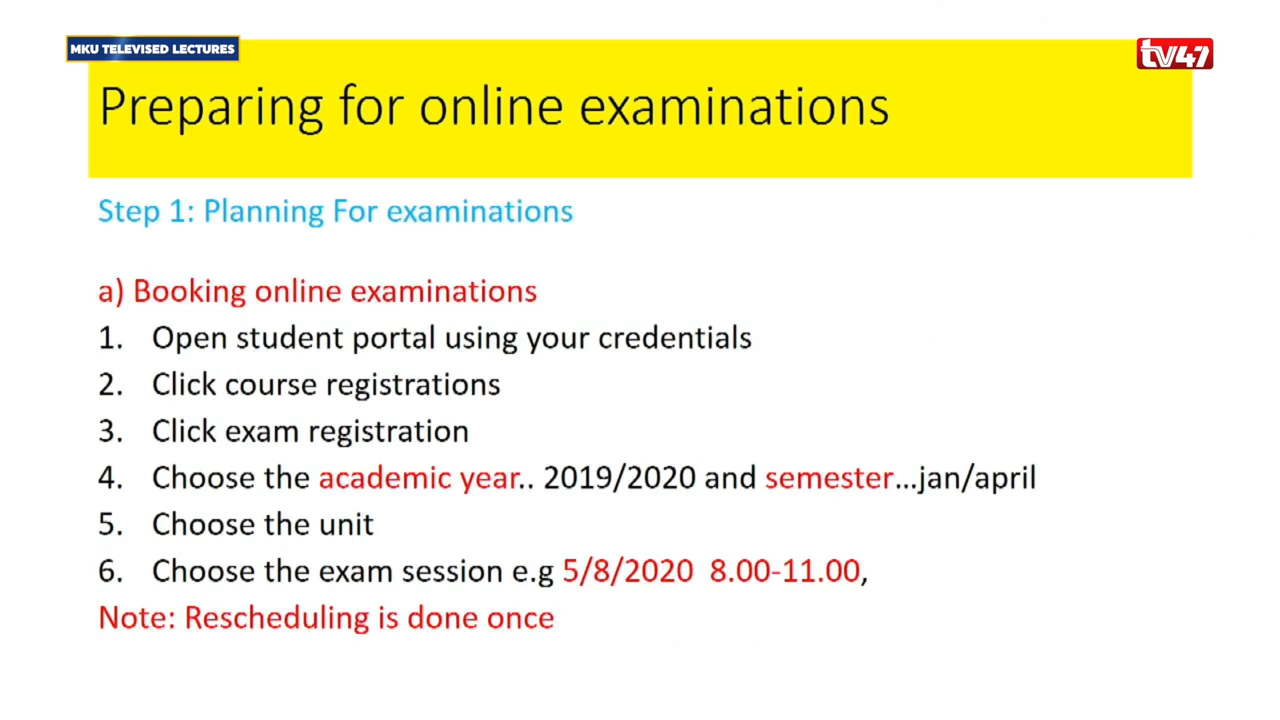 MKU TELEVISED LECTURES
tv47
Preparing for online examinations
Step 1: Planning For examinations
a) Booking online examinations
1. Open student portal using your credentials
2. Click course registrations
3. Click exam registration
4. Choose the academic year.. 2019/2020 and semester...jan/april
5. Choose the unit
6. Choose the exam session e.g 5/8/2020 8.00-11.00,
Note: Rescheduling is done once